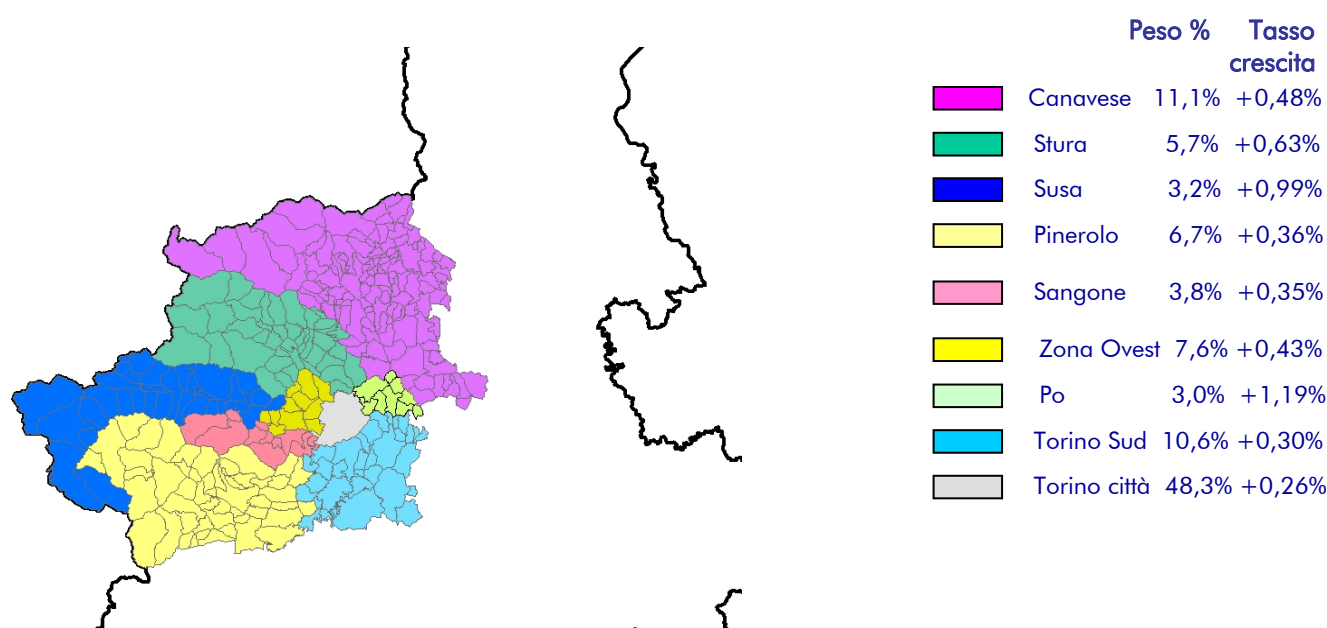 Peso % Tasso
crescita
Canavese 11,1% +0,48%
Stura 5,7% +0,63%
Susa 3,2% +0,99%
Pinerolo 6,7% +0,36%
Sangone 3,8% +0,35%
Zona Ovest 7,6% +0,43%
Po 3,0% +1,19%
Torino Sud 10,6% +0,30%
Torino città 48,3% +0,26%